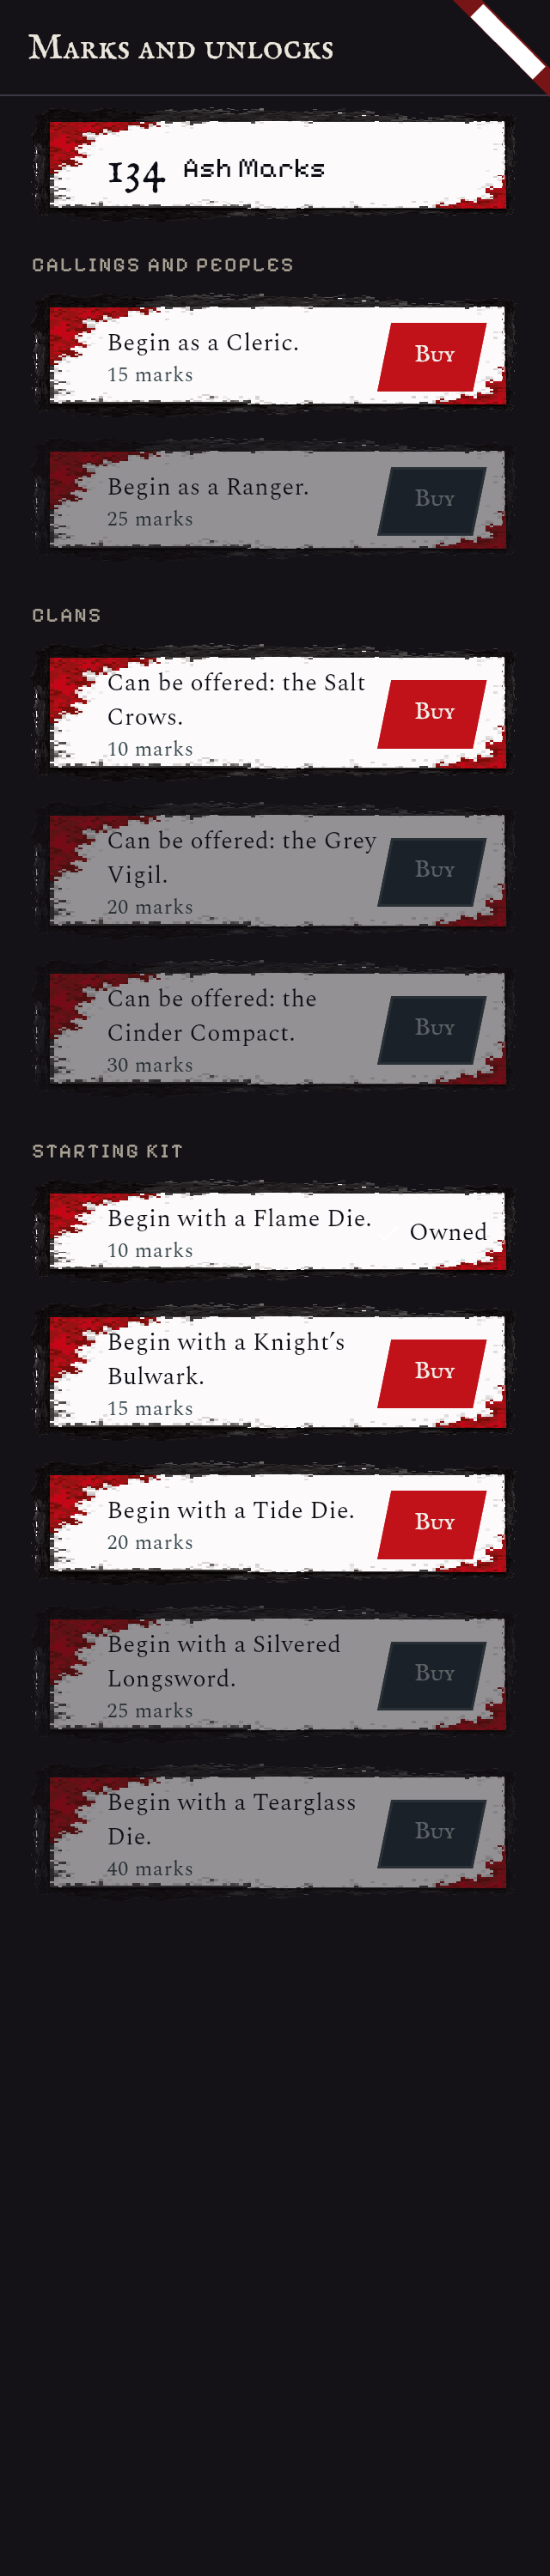 Marks and unlocks
134 Ash Marks
CALLINGS AND PEOPLES
Begin as a Cleric.
15 marks
Buy
Begin as a Ranger.
25 marks
Buy
CLANS
Can be offered: the Salt
Crows.
10 marks
Buy
Can be offered: the Grey
Vigil.
20 marks
Buy
Can be offered: the
Cinder Compact.
30 marks
Buy
STARTING KIT
Begin with a Flame Die.
10 marks
Owned
Begin with a Knight's
Bulwark.
15 marks
Buy
Begin with a Tide Die.
20 marks
Buy
Begin with a Silvered
Longsword.
25 marks
Buy
Begin with a Tearglass
Die.
40 marks
Buy